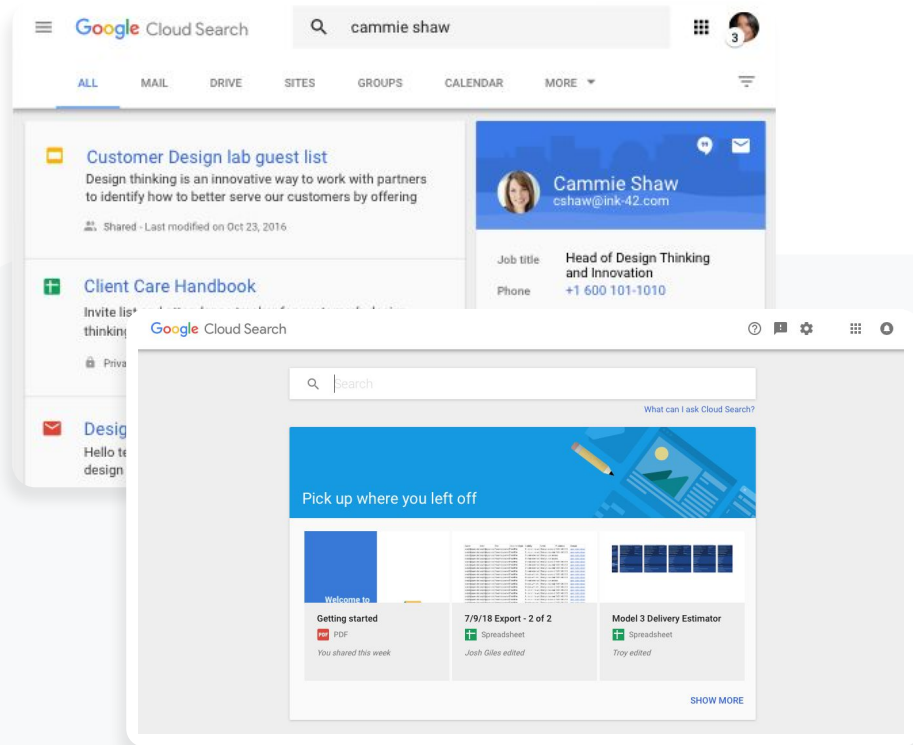 Google Cloud Search
cammie shaw
3
ALL MAIL DRIVE SITES GROUPS CALENDAR MORE
Customer Design lab guest list
Design thinking is an innovative way to work with partners
to identify how to better serve our customers by offering
Shared - Last modified on Oct 23, 2016
Cammie Shaw
cshaw@ink-42.com
Job title Head of Design Thinking
and Innovation
Phone +1 600 101-1010
Client Care Handbook
Invite list
thinking
Priva
Desig
Hello te
design
Google Cloud Search
Search
What can I ask Cloud Search?
Pick up where you left off
Welcome to
Getting started
PDF PDF
You shared this week
7/9/18 Export - 2 of 2
Spreadsheet
Josh Giles edited
Model 3 Delivery Estimator
Spreadsheet
Troy edited
SHOW MORE